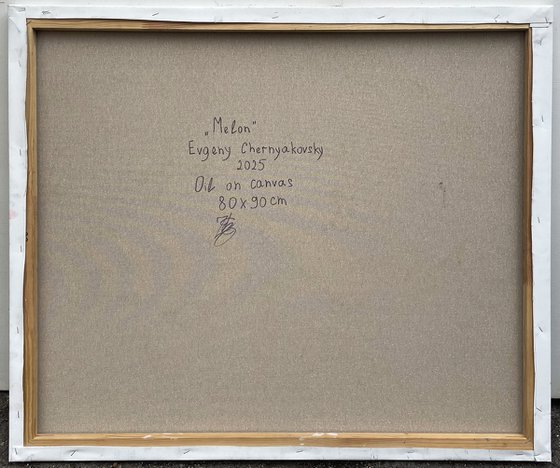 „Melon"
Evgeny Chernyakovsky
2025
Oil on canvas
80x90cm